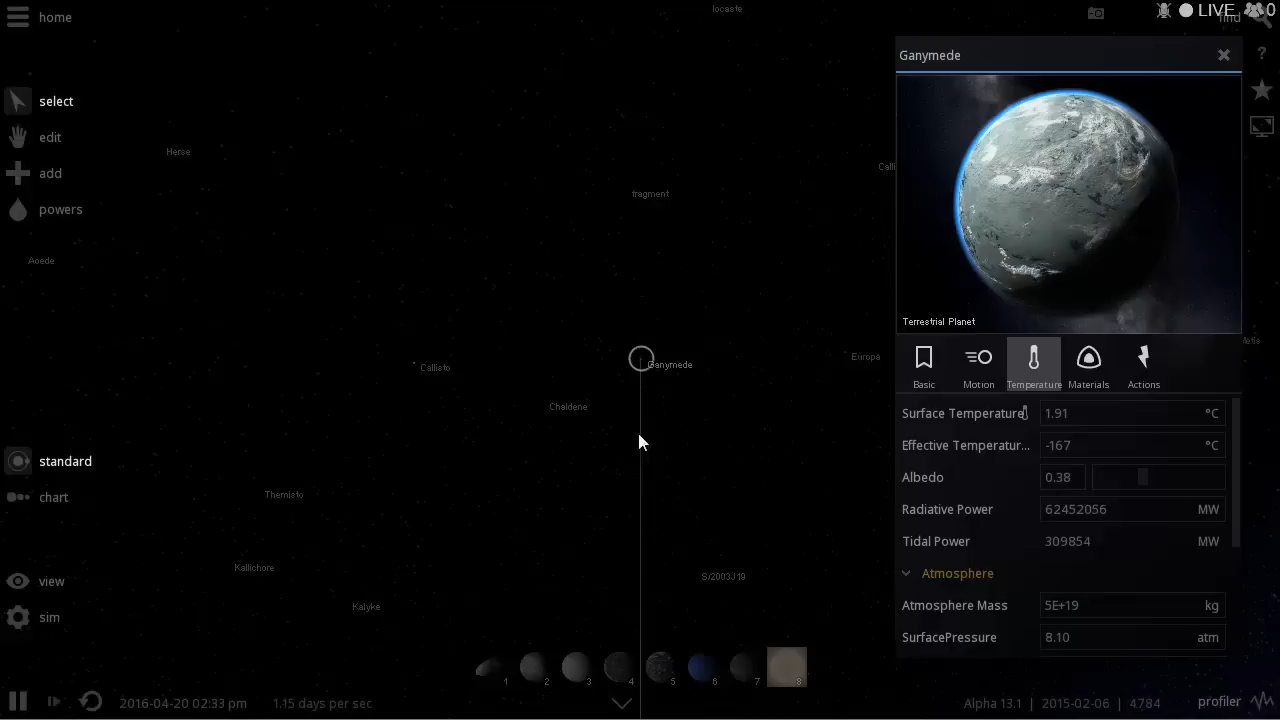 home
locaste
LIVE
0
find
Ganymede
?
select
edit
Herse
Calli
add
fragment
powers
Aoede
Terrestrial Planet
Metis
Europa
Ganymede
Callisto
Basic
Motion
Temperature
Materials
Actions
Chaldene
Surface Temperature
1.91
°C
Effective Temperatur...
-167
°C
standard
Albedo
0.38
chart
Themisto
Radiative Power
62452056
MW
Tidal Power
309854
MW
Kallichore
S/2003J19
Atmosphere
view
Kalyke
Atmosphere Mass
5E+19
kg
sim
SurfacePressure
8.10
atm
1
2
3
4
5
6
7
8
2016-04-20 02:33 pm
1.15 days per sec
Alpha 13.1 | 2015-02-06 | 4784
profiler